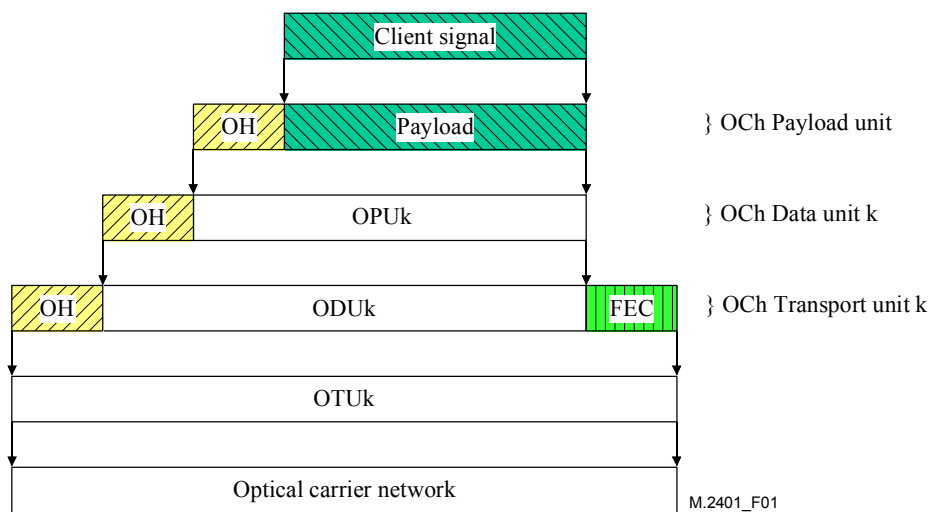 Client signal
OH Payload } OCh Payload unit
OH OPUk } OCh Data unit k
OH ODUk FEC } OCh Transport unit k
OTUk
Optical carrier network
M.2401_F01